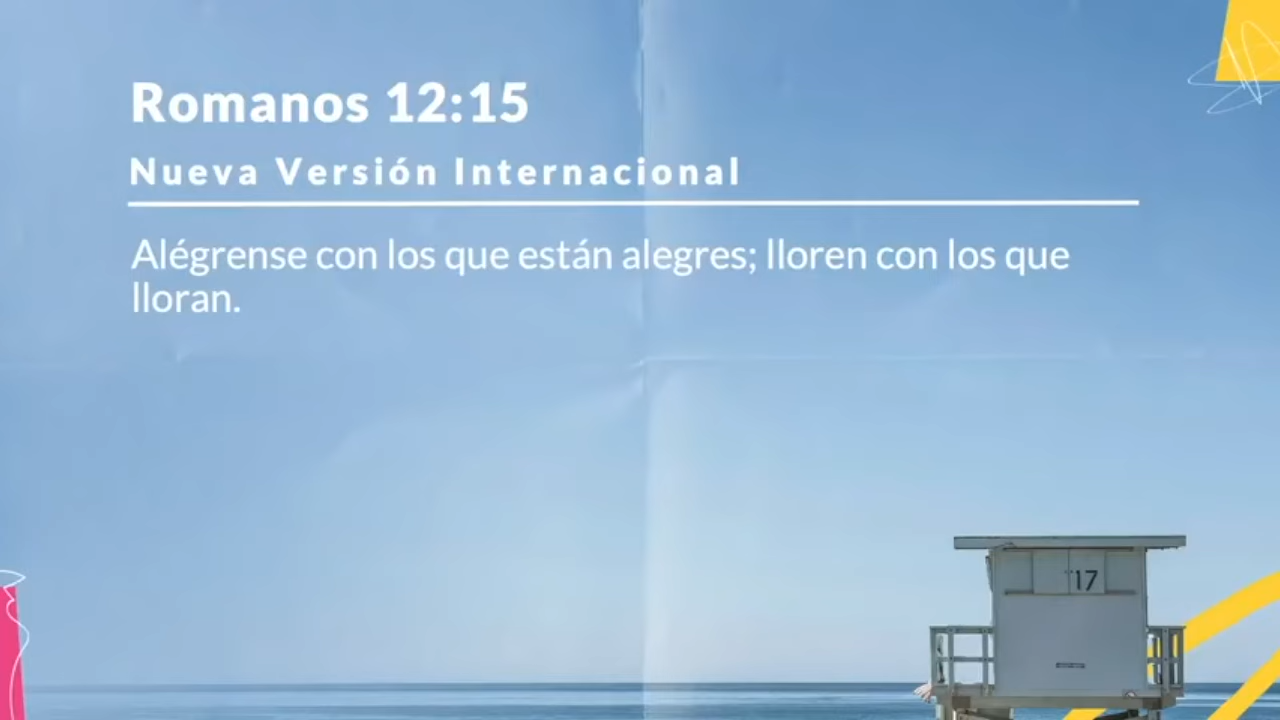 Romanos 12:15
Nueva Versión Internacional
Alégrense con los que están alegres; lloren con los que
lloran.
17